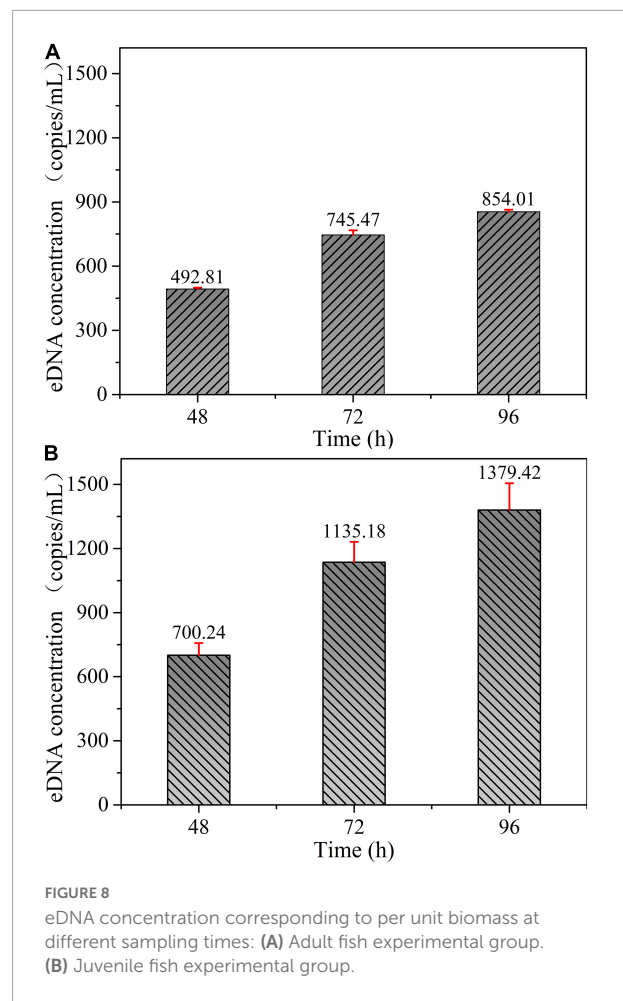 A
eDNA concentration（copies/mL）
1500
1200
900
600
300
0
492.81
745.47
854.01
48
72
96
Time (h)
B
eDNA concentration（copies/mL）
1500
1200
900
600
300
0
700.24
1135.18
1379.42
48
72
96
Time (h)
FIGURE 8
eDNA concentration corresponding to per unit biomass at
different sampling times: (A) Adult fish experimental group.
(B) Juvenile fish experimental group.